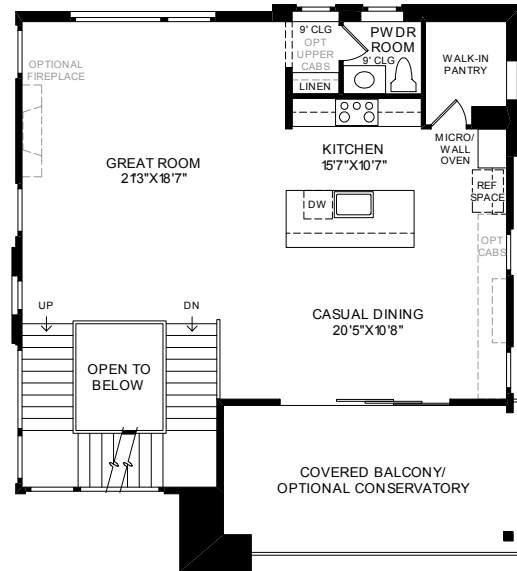 9' CLG
OPT
UPPER
CABS
LINEN
PWDR
ROOM
9' CLG
WALK-IN
PANTRY
OPTIONAL
FIREPLACE
MICRO/
WALL
OVEN
KITCHEN
15'7"X10'7"
GREAT ROOM
21'3"X18'7"
REF
SPACE
DW
OPT
CABS
UP
DN
CASUAL DINING
20'5"X10'8"
OPEN TO
BELOW
COVERED BALCONY/
OPTIONAL CONSERVATORY